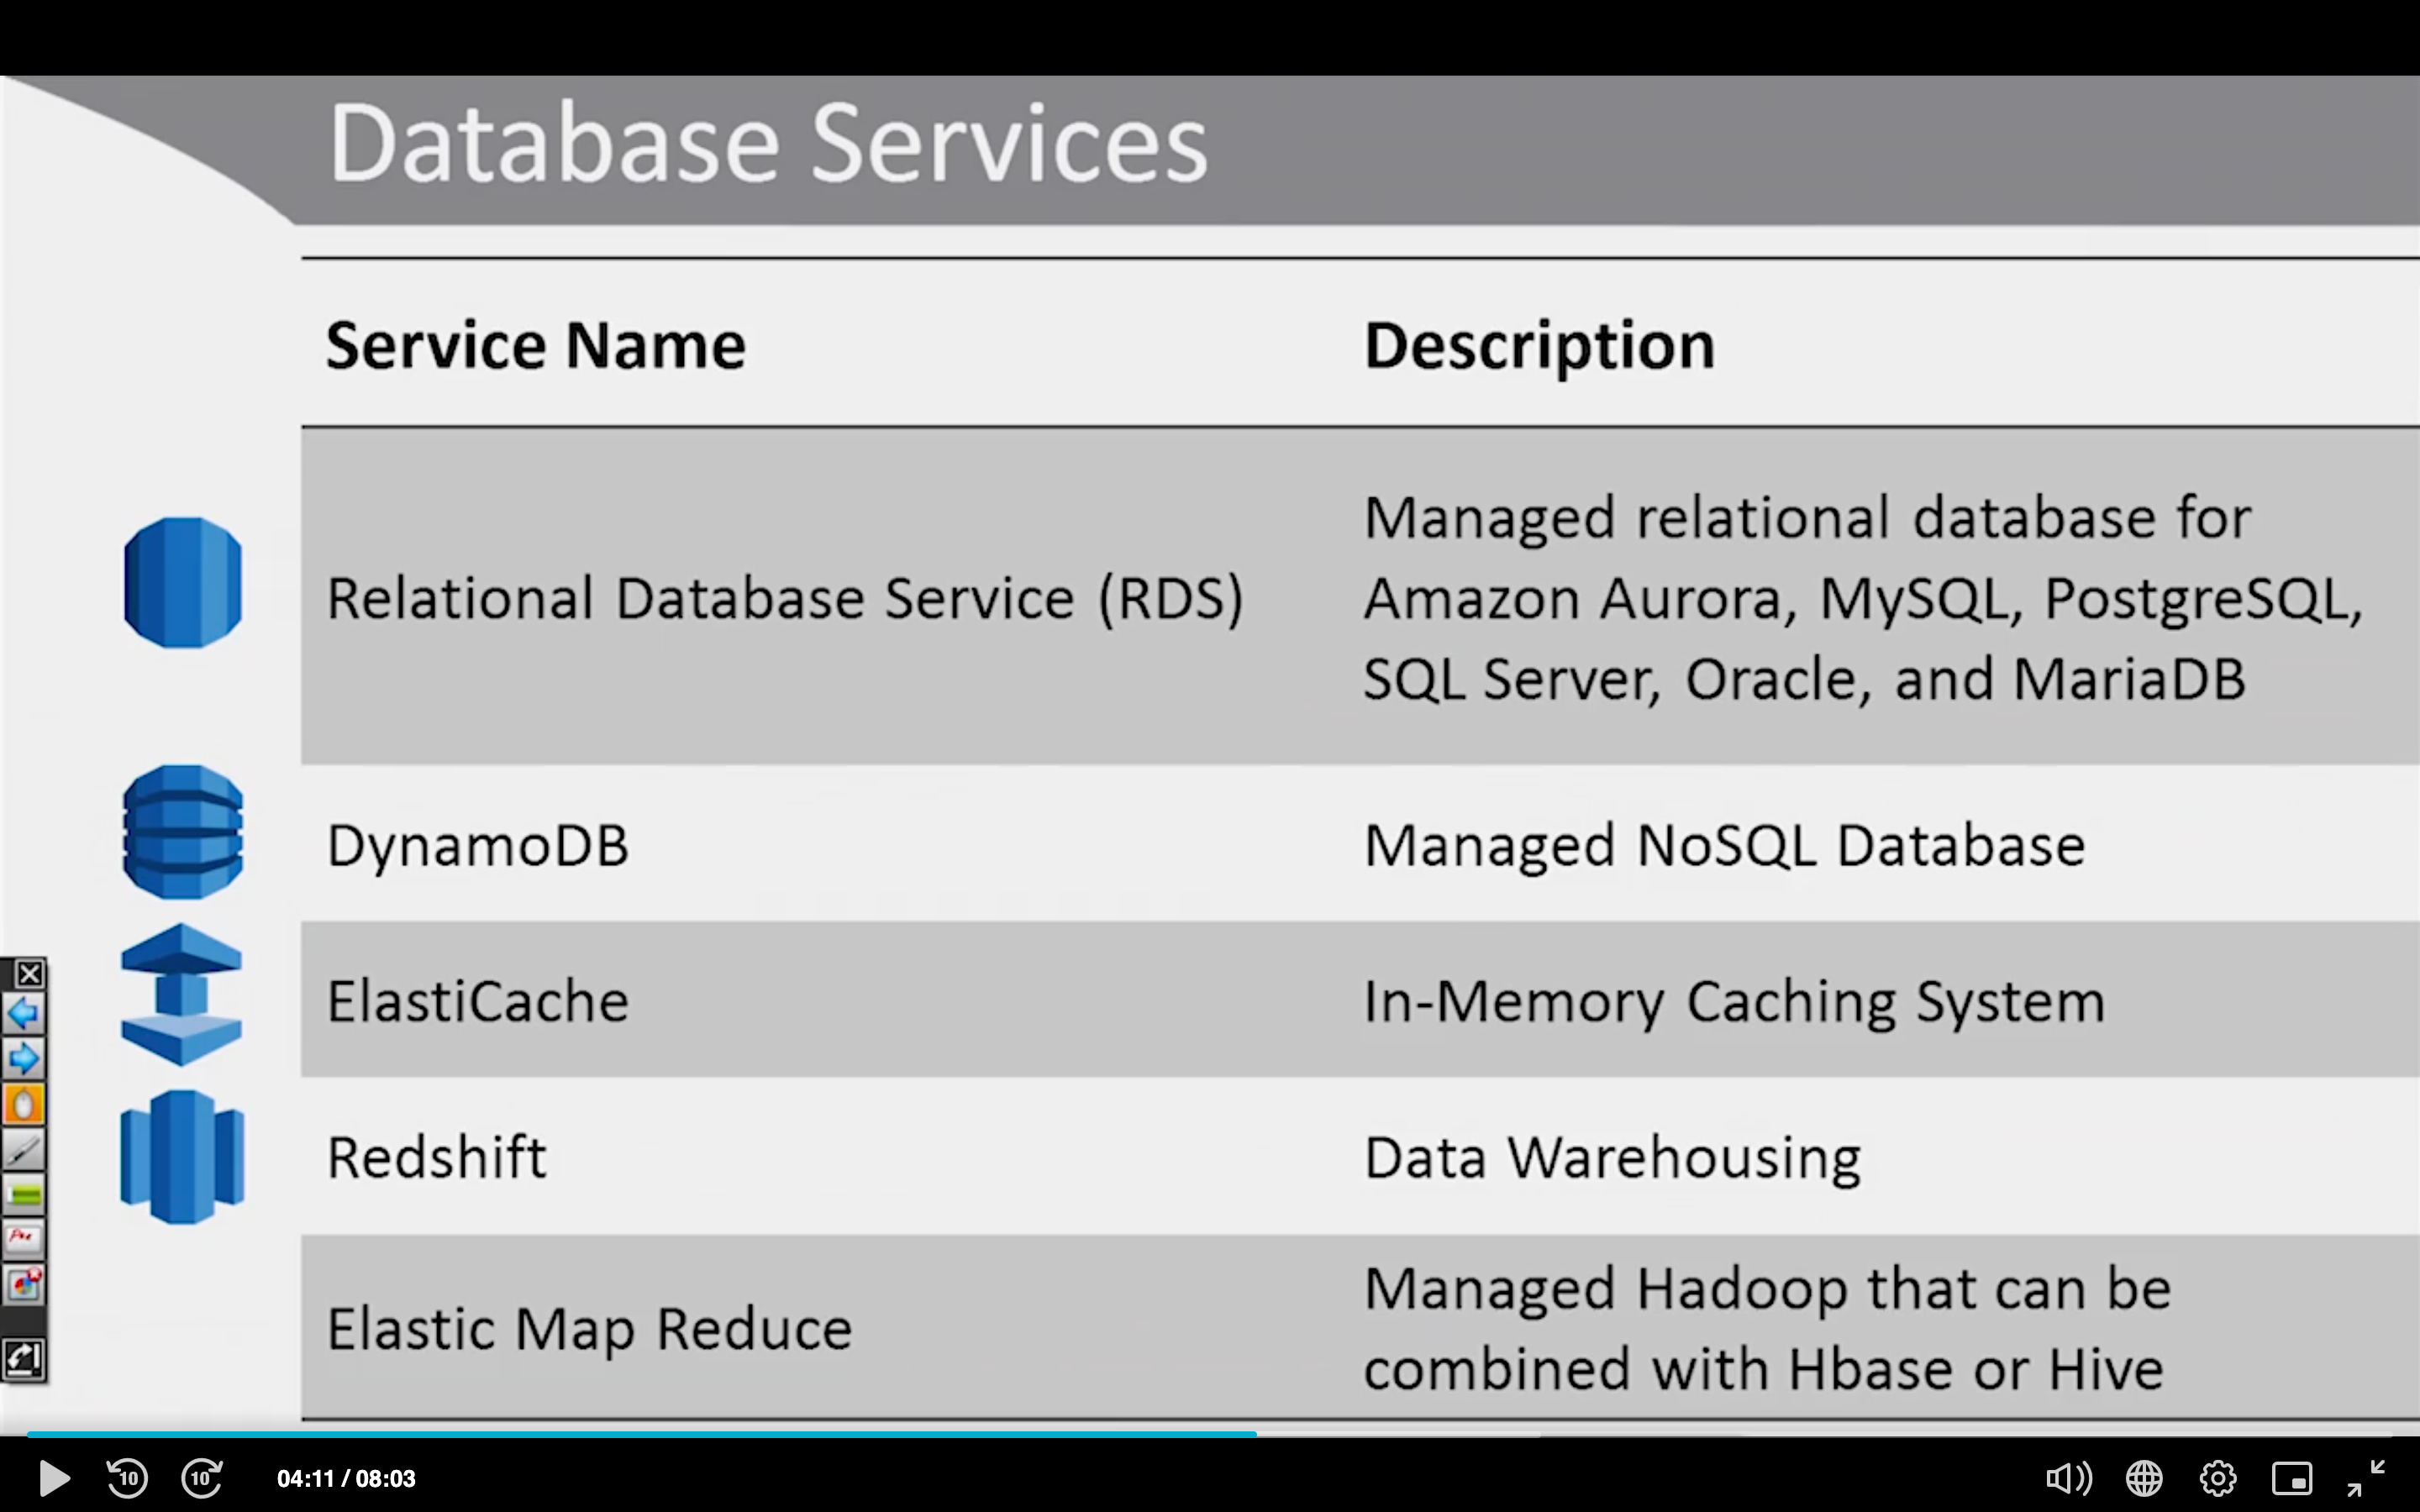 Database Services
Service Name
Description
Relational Database Service (RDS)
Managed relational database for
Amazon Aurora, MySQL, PostgreSQL,
SQL Server, Oracle, and MariaDB
DynamoDB
Managed NoSQL Database
ElastiCache
In-Memory Caching System
Redshift
Data Warehousing
Elastic Map Reduce
Managed Hadoop that can be
combined with Hbase or Hive
10
10
04:11 / 08:03